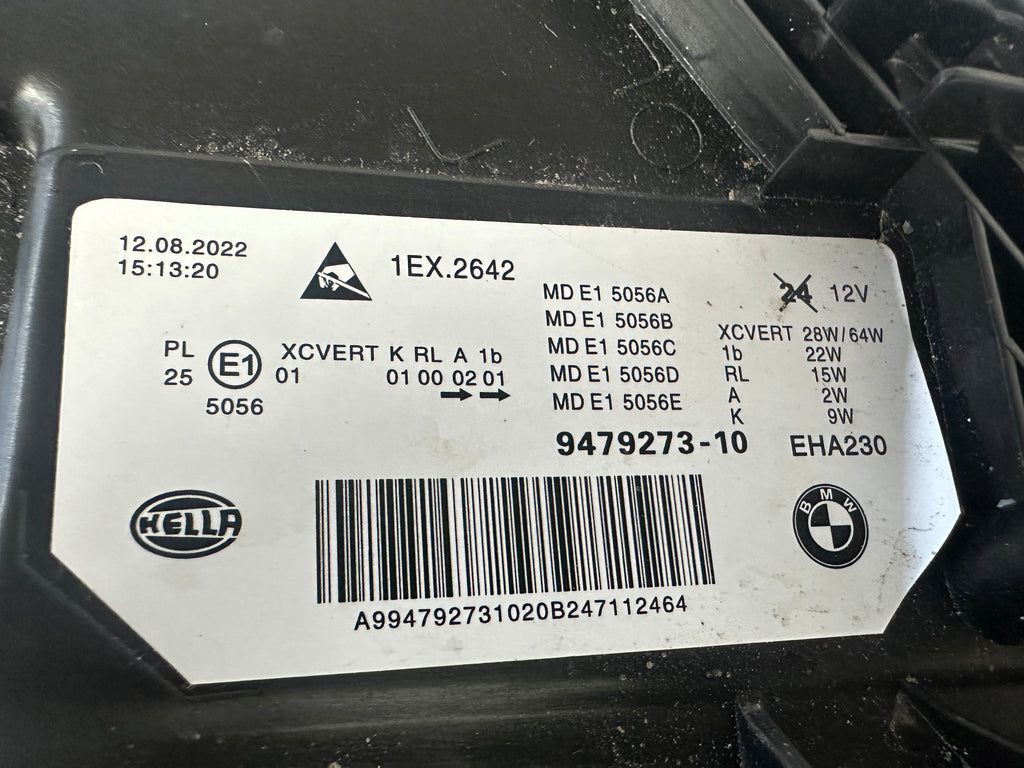 12.08.2022
15:13:20
1EX.2642
MD E1 5056A
MD E1 5056B
MD E1 5056C
MD E1 5056D
MD E1 5056E
24 12V
XCVERT 28W/64W
1b 22W
RL 15W
A 2W
K 9W
PL
25
E1
5056
XCVERT K RL A 1b
01 01 00 02 01
9479273-10
EHA230
HELLA
BMW
A994792731020B247112464